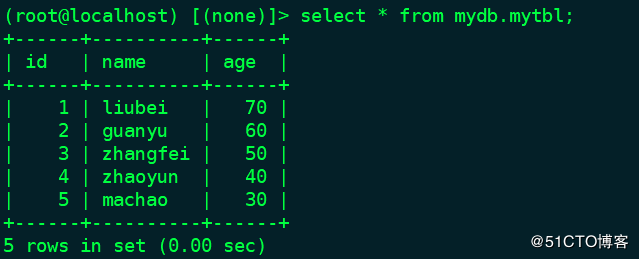 (root@localhost) [(none)]> select * from mydb.mytbl;
+------+----------+------+
| id   | name     | age  |
+------+----------+------+
|    1 | liubei   |   70 |
|    2 | guanyu   |   60 |
|    3 | zhangfei |   50 |
|    4 | zhaoyun  |   40 |
|    5 | machao   |   30 |
+------+----------+------+
5 rows in set (0.00 sec)
@51CTO博客